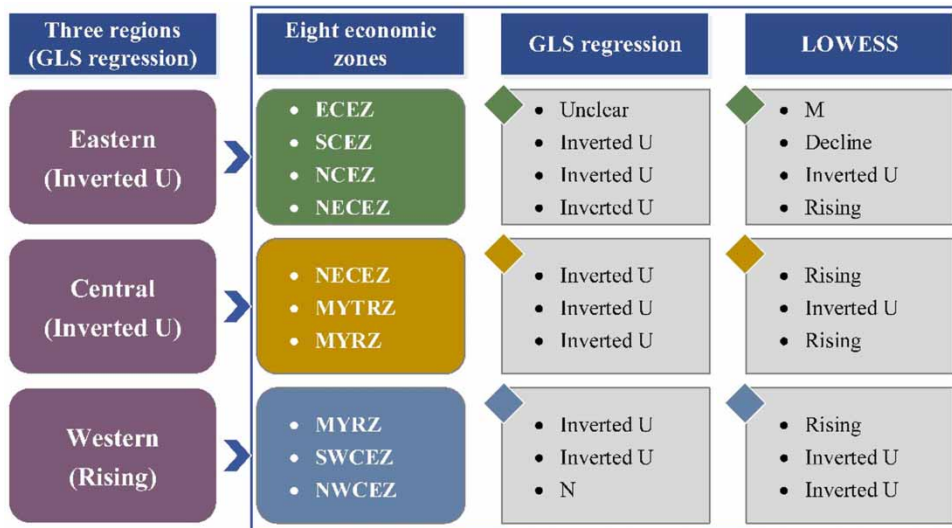 Three regions
(GLS regression)
Eight economic
zones
GLS regression
LOWESS
Eastern
(Inverted U)
• ECEZ
• SCEZ
• NCEZ
• NECEZ
• Unclear
• Inverted U
• Inverted U
• Inverted U
• M
• Decline
• Inverted U
• Rising
Central
(Inverted U)
• NECEZ
• MYTRZ
• MYRZ
• Inverted U
• Inverted U
• Inverted U
• Rising
• Inverted U
• Rising
Western
(Rising)
• MYRZ
• SWCEZ
• NWCEZ
• Inverted U
• Inverted U
• N
• Rising
• Inverted U
• Inverted U